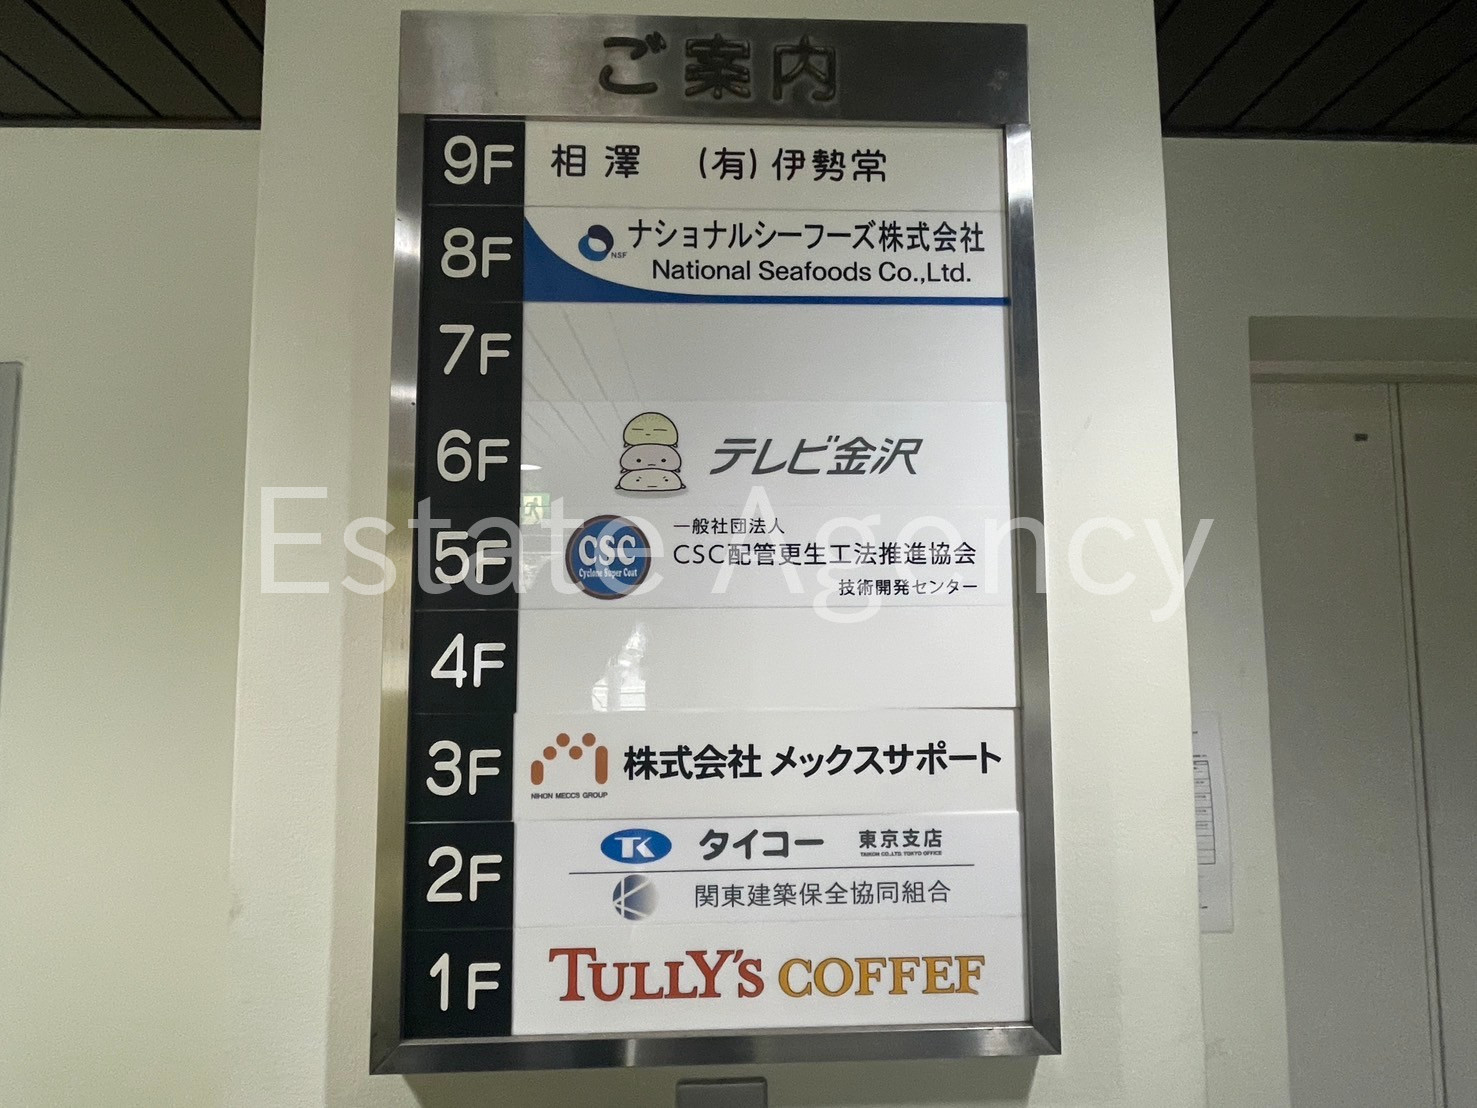 ご案内
9F 相澤 (有)伊勢常
8F NSF ナショナルシーフーズ株式会社
National Seafoods Co.,Ltd.
7F
6F テレビ金沢
5F CSC Cyclone Super Coat 一般社団法人
CSC配管更生工法推進協会
技術開発センター
4F
3F NIHON MECCS GROUP 株式会社 メックスサポート
2F TK タイコー 東京支店
TAIKOH CO.,LTD. TOKYO OFFICE
関東建築保全協同組合
1F TULLY'S COFFEE
Estate Agency